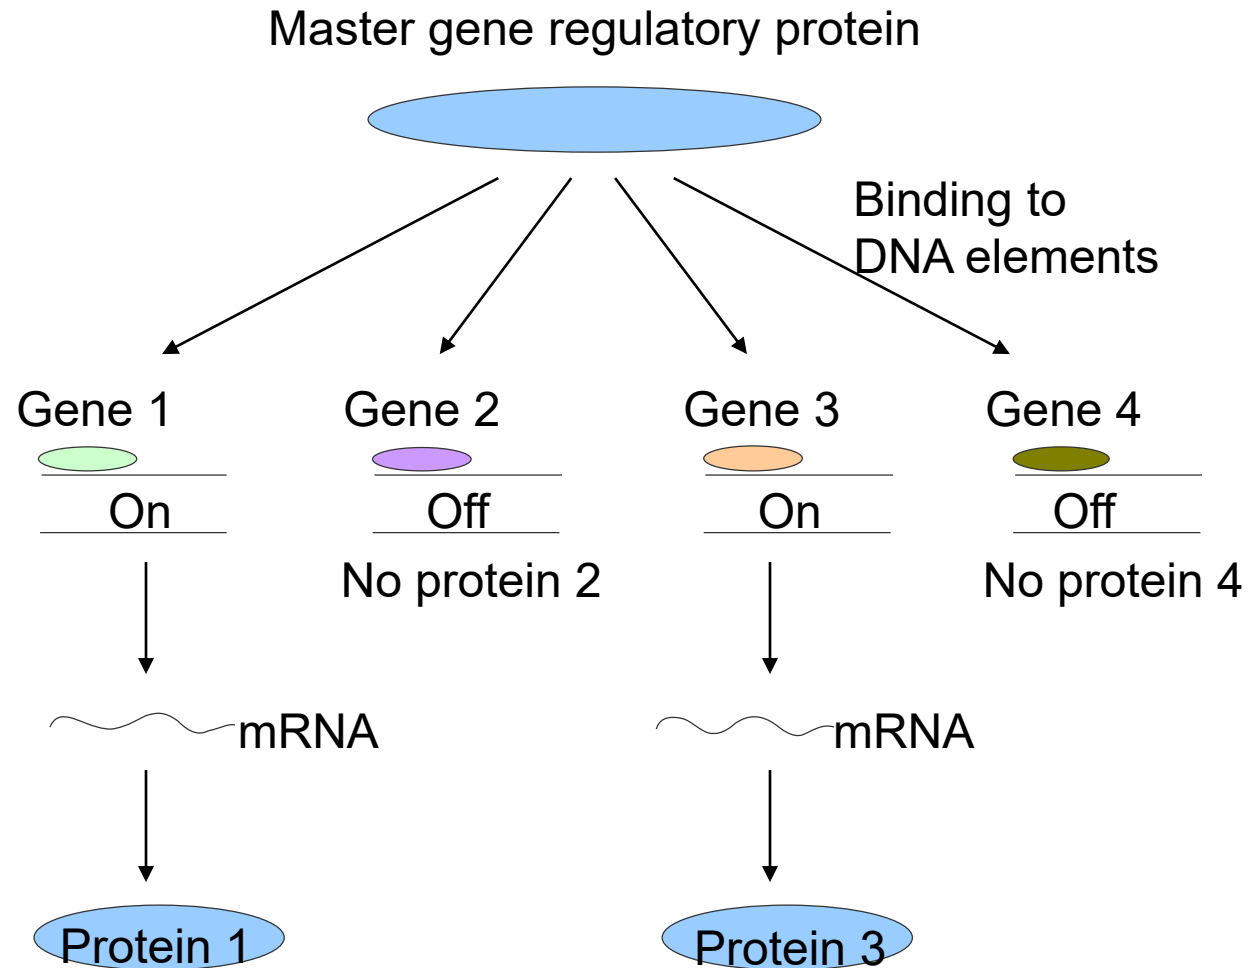 Master gene regulatory protein
Binding to
DNA elements
Gene 1
Gene 2
Gene 3
Gene 4
On
Off
On
Off
No protein 2
No protein 4
mRNA
mRNA
Protein 1
Protein 3